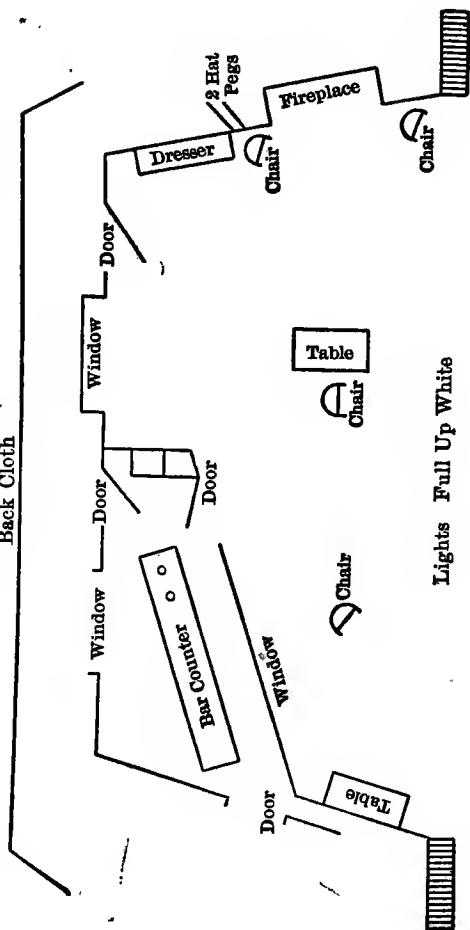 Back Cloth
Window
Door
Window
Door
Door
Bar Counter
Window
Door
Table
Chair
Chair
Table
Dresser
2 Hat
Pegs
Chair
Fireplace
Chair
Lights Full Up White